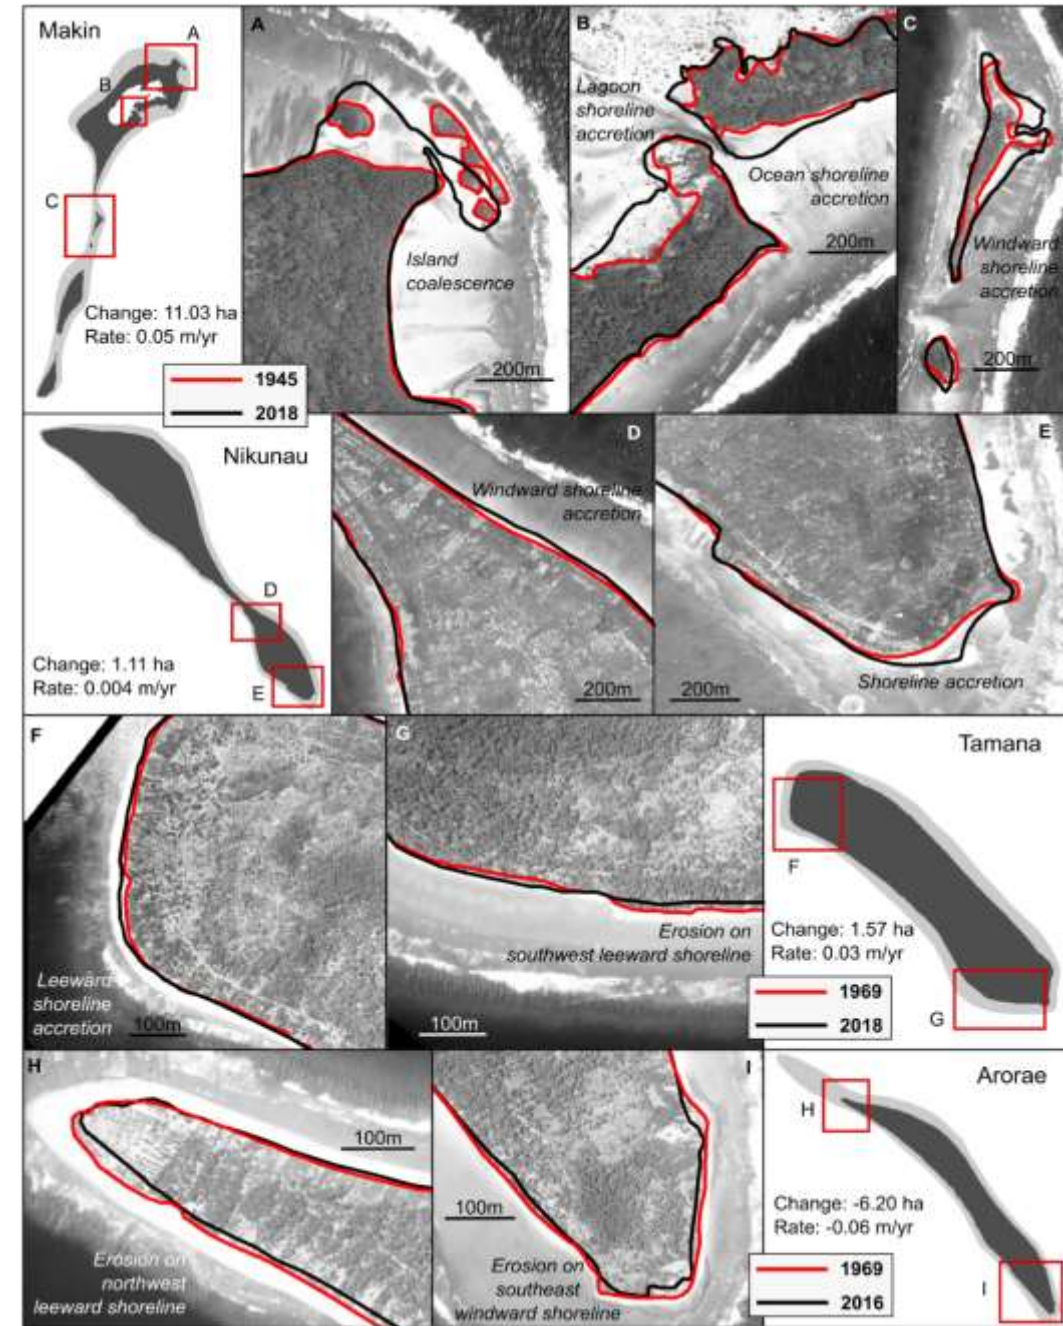 Makin
A
B
C
Change: 11.03 ha
Rate: 0.05 m/yr
1945
2018
A
Island
coalescence
200m
B
Lagoon
shoreline
accretion
Ocean shoreline
accretion
200m
C
Windward
shoreline
accretion
200m
Nikunau
D
E
Change: 1.11 ha
Rate: 0.004 m/yr
D
Windward shoreline
accretion
200m
E
200m
Shoreline accretion
F
Leeward
shoreline
accretion
100m
G
Erosion on
southwest leeward shoreline
100m
Tamana
F
G
Change: 1.57 ha
Rate: 0.03 m/yr
1969
2018
H
100m
Erosion on
northwest
leeward shoreline
I
100m
Erosion on
southeast
windward shoreline
Arorae
H
I
Change: -6.20 ha
Rate: -0.06 m/yr
1969
2016